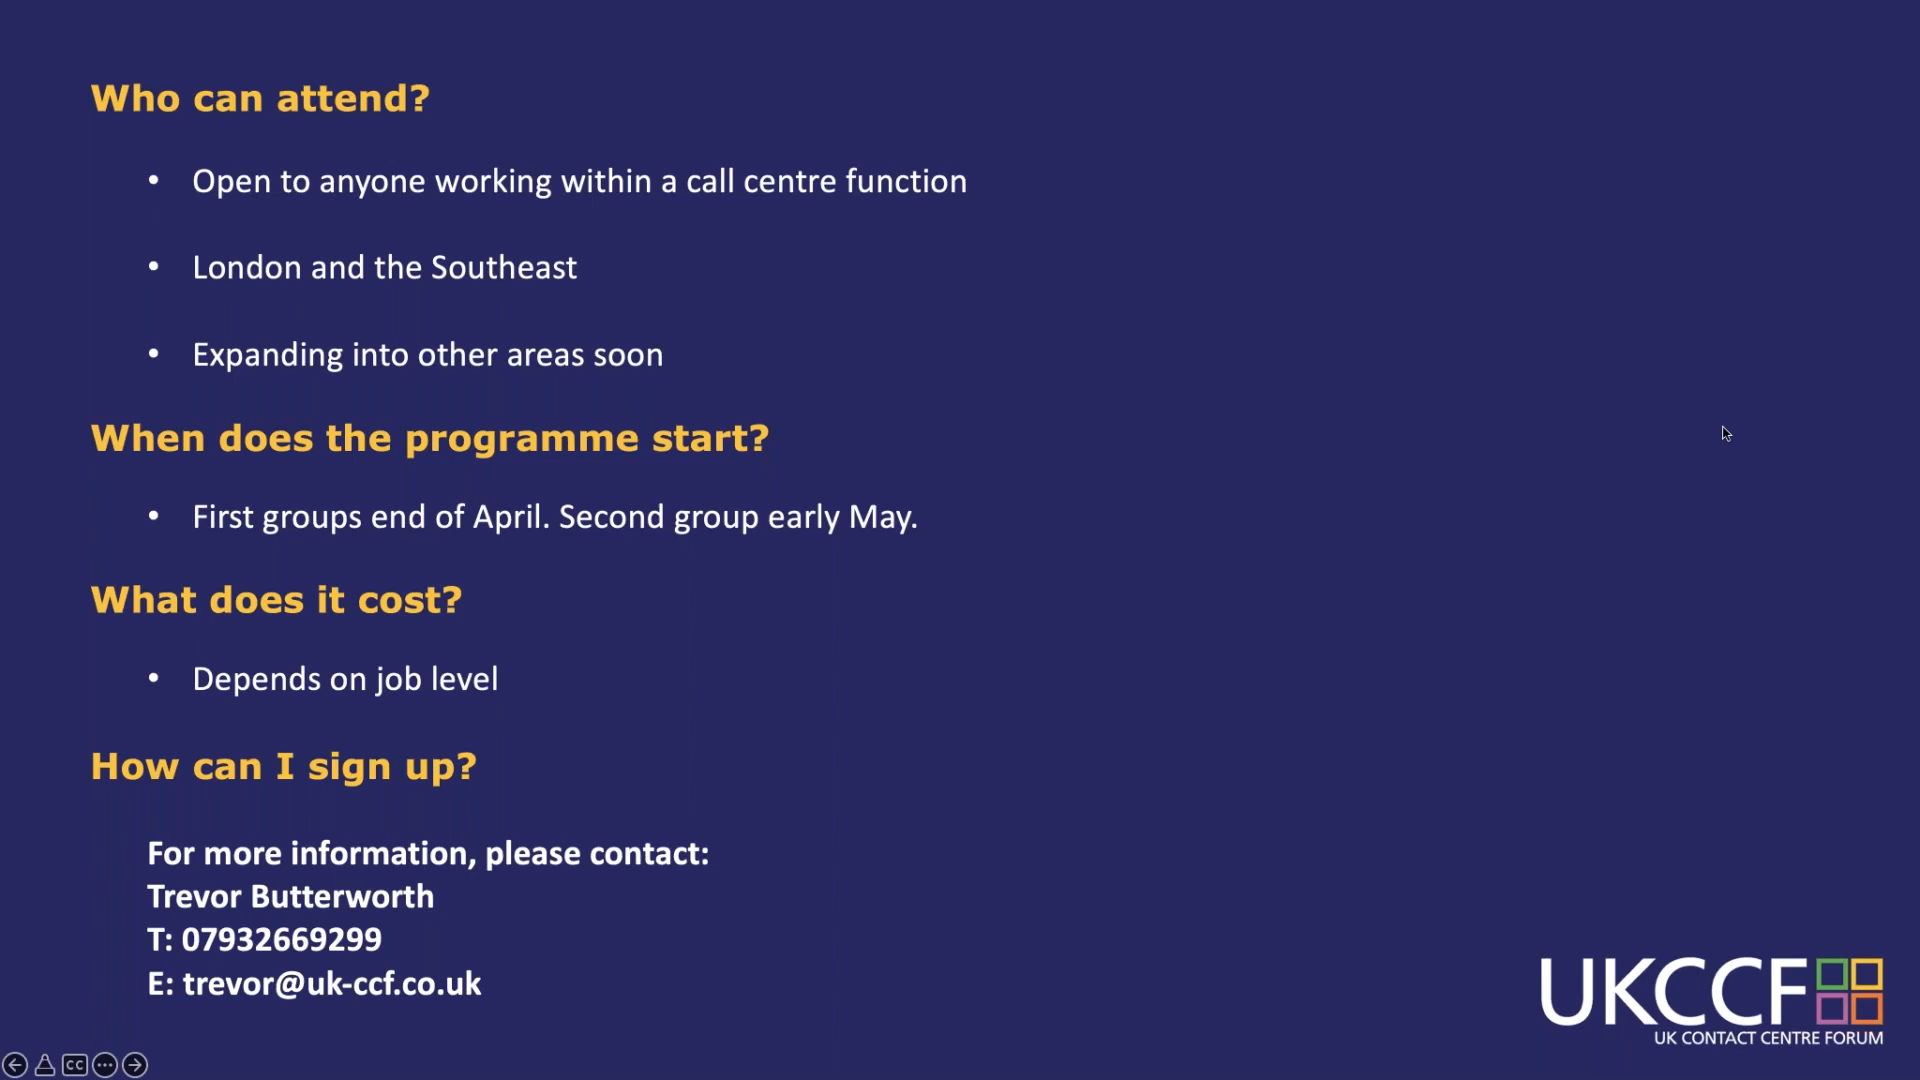 Who can attend?
• Open to anyone working within a call centre function
• London and the Southeast
• Expanding into other areas soon
When does the programme start?
• First groups end of April. Second group early May.
What does it cost?
• Depends on job level
How can I sign up?
For more information, please contact:
Trevor Butterworth
T: 07932669299
E: trevor@uk-ccf.co.uk
UKCCF
UK CONTACT CENTRE FORUM
CC